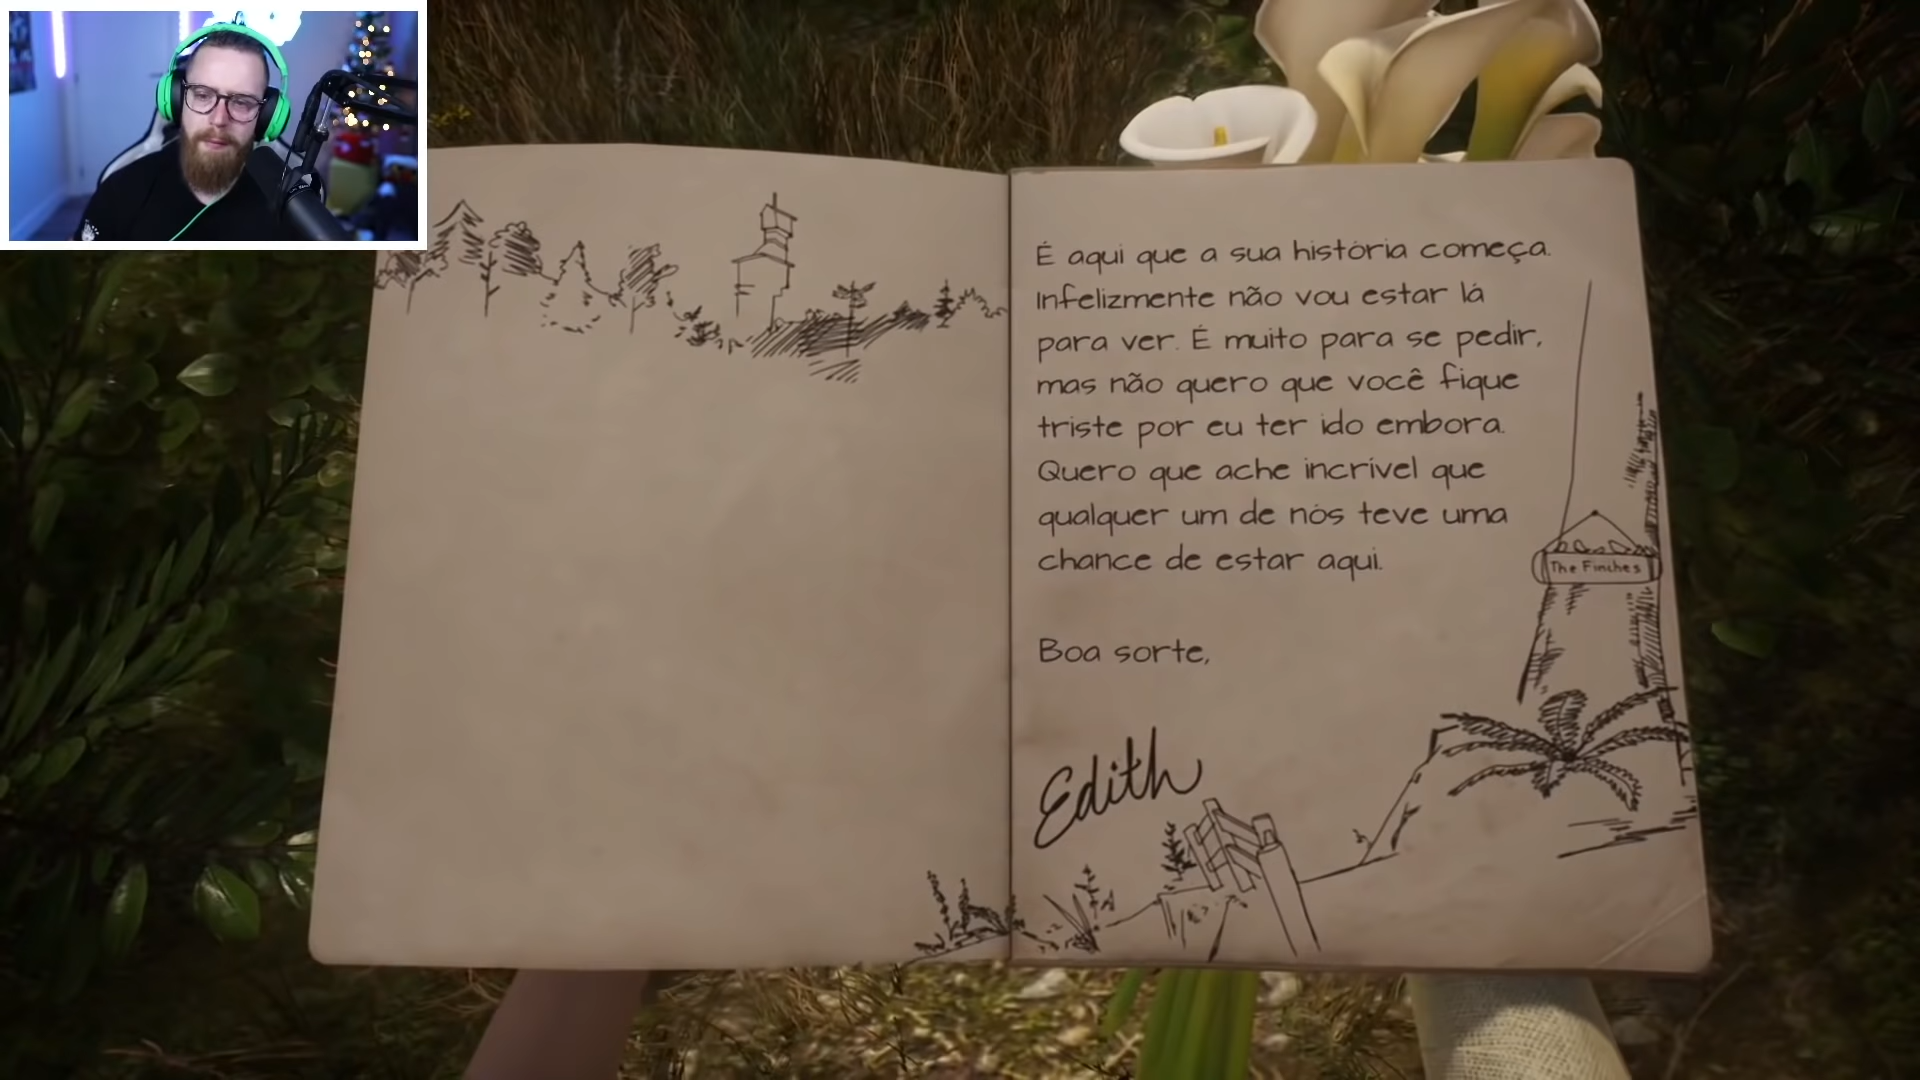 É aqui que a sua história começa.
Infelizmente não vou estar lá
para ver. É muito para se pedir,
mas não quero que você fique
triste por eu ter ido embora.
Quero que ache incrível que
qualquer um de nós teve uma
chance de estar aqui.
The Finches
Boa sorte,
Edith